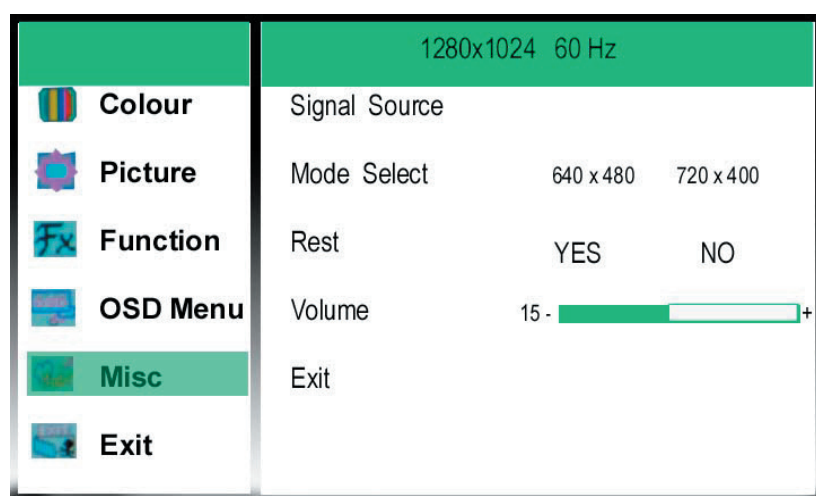 1280x1024 60 Hz
Colour Signal Source
Picture Mode Select 640 x 480 720 x 400
Fx Function Rest YES NO
OSD Menu Volume 15 - +
Misc Exit
Exit